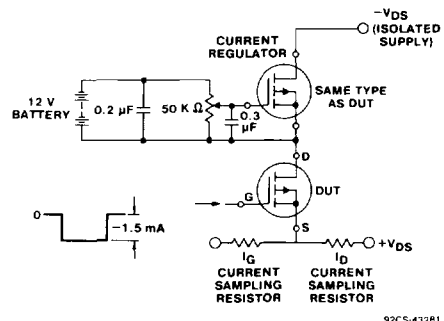 −VDS
(ISOLATED
SUPPLY)
CURRENT
REGULATOR
SAME TYPE
AS DUT
12 V
BATTERY
0.2 µF
50 K Ω
0.3
µF
D
DUT
G
S
0
−1.5 mA
+VDS
IG
CURRENT
SAMPLING
RESISTOR
ID
CURRENT
SAMPLING
RESISTOR
92CS-43281